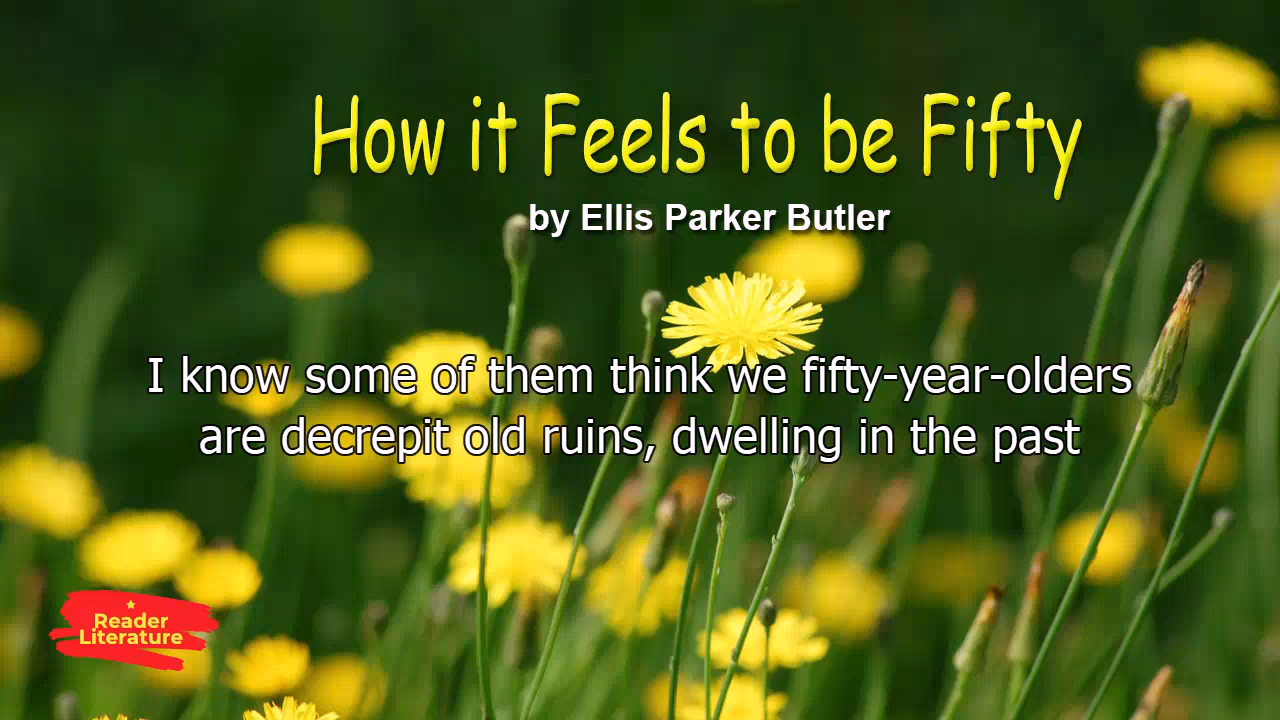 How it Feels to be Fifty
by Ellis Parker Butler
I know some of them think we fifty-year-olders
are decrepit old ruins, dwelling in the past
Reader
Literature